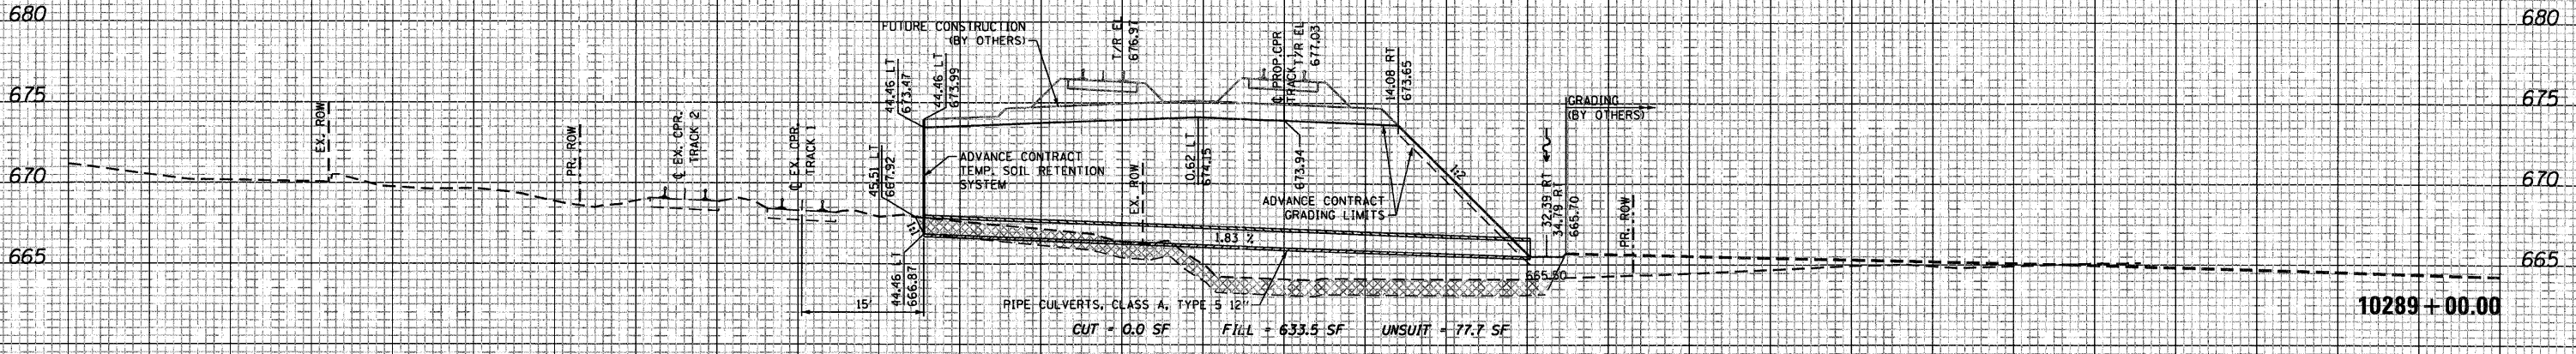 680
675
670
665
EX. ROW
PR. ROW
℄ EX. CPR.
TRACK 2
℄ EX CPR.
TRACK 1
15'
FUTURE CONSTRUCTION
(BY OTHERS)
44.46 LT
673.47
44.46 LT
673.99
45.51 LT
667.92
44.46 LT
666.87
1:1
ADVANCE CONTRACT
TEMP. SOIL RETENTION
SYSTEM
T/R EL
676.97
EX. ROW
0.62 LT
674.15
℄ PROP.CPR
TRACK 1
T/R EL
677.03
673.94
14.08 RT
673.65
ADVANCE CONTRACT
GRADING LIMITS
1:2
1.83 %
PIPE CULVERTS, CLASS A, TYPE 5 12"
32.39 RT
34.79 RT
665.70
665.50
GRADING
(BY OTHERS)
PR. ROW
CUT = 0.0 SF FILL = 633.5 SF UNSUIT = 77.7 SF
680
675
670
665
10289+00.00